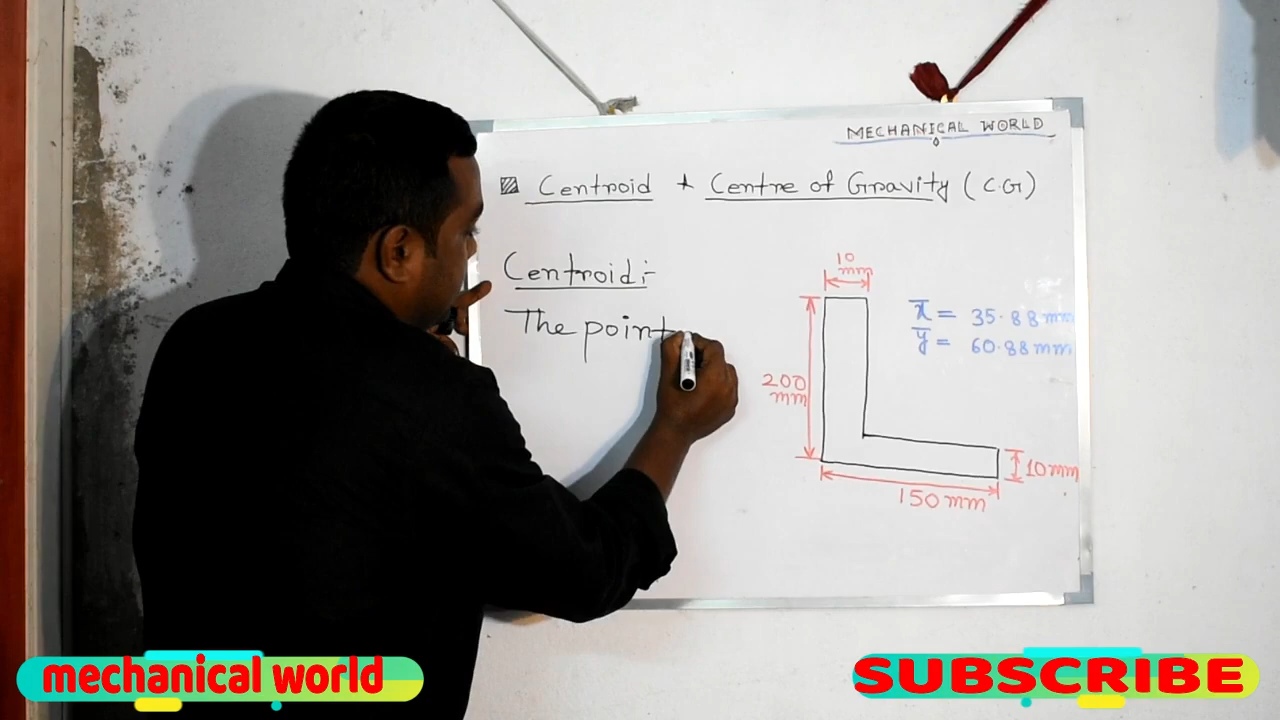 MECHANICAL WORLD
Centroid & Centre of Gravity (C.G)
Centroid :-
The point
10
mm
x̅ = 35.88 mm
y̅ = 60.88 mm
200
mm
10 mm
150 mm
mechanical world
SUBSCRIBE